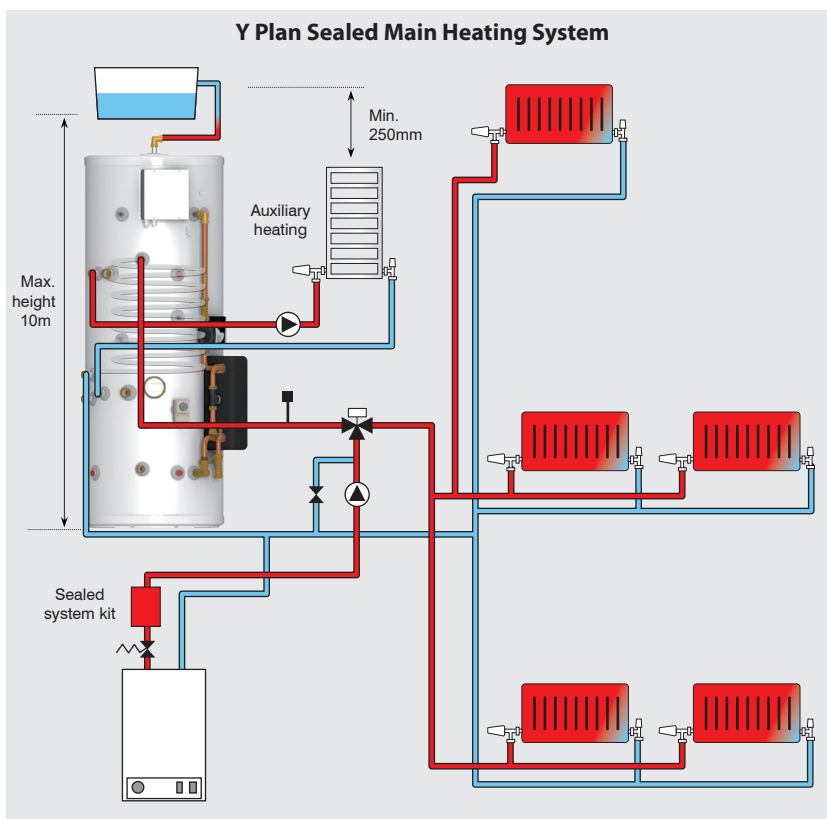 Y Plan Sealed Main Heating System
Min.
250mm
Auxiliary
heating
Max.
height
10m
Sealed
system kit